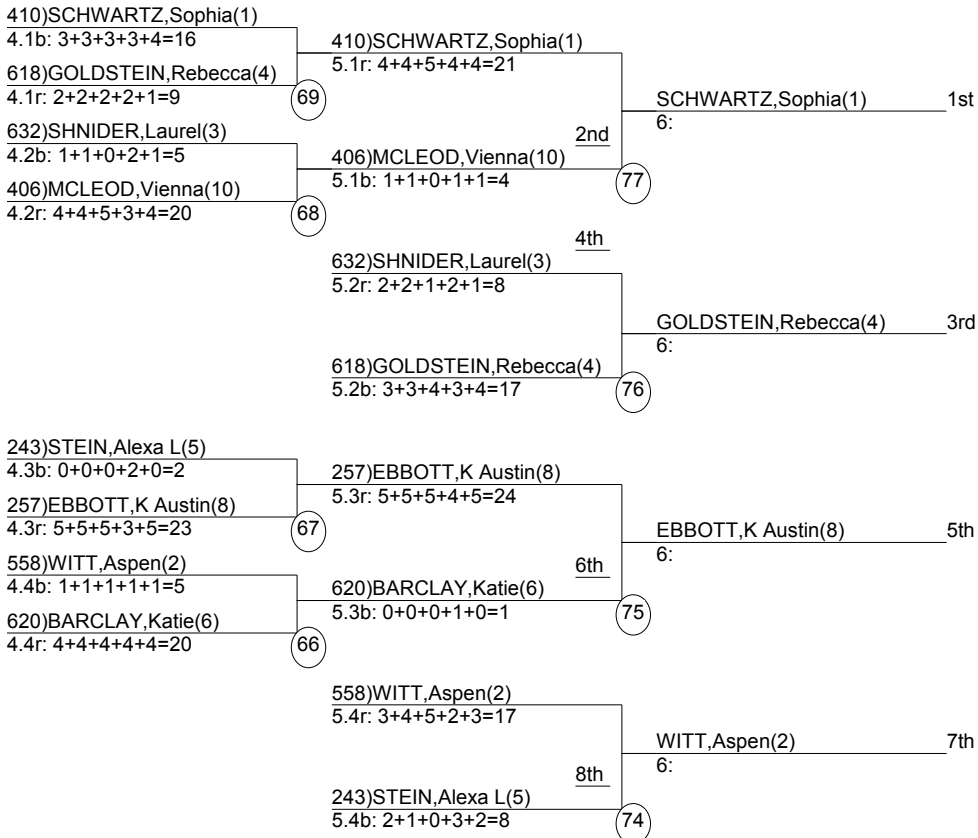 410)SCHWARTZ,Sophia(1)
4.1b: 3+3+3+3+4=16
410)SCHWARTZ,Sophia(1)
5.1r: 4+4+5+4+4=21
618)GOLDSTEIN,Rebecca(4)
4.1r: 2+2+2+2+1=9
69
SCHWARTZ,Sophia(1)
1st
6:
632)SHNIDER,Laurel(3)
4.2b: 1+1+0+2+1=5
2nd
406)MCLEOD,Vienna(10)
5.1b: 1+1+0+1+1=4
77
406)MCLEOD,Vienna(10)
4.2r: 4+4+5+3+4=20
68
4th
632)SHNIDER,Laurel(3)
5.2r: 2+2+1+2+1=8
GOLDSTEIN,Rebecca(4)
3rd
6:
618)GOLDSTEIN,Rebecca(4)
5.2b: 3+3+4+3+4=17
76
243)STEIN,Alexa L(5)
4.3b: 0+0+0+2+0=2
257)EBBOTT,K Austin(8)
5.3r: 5+5+5+4+5=24
257)EBBOTT,K Austin(8)
4.3r: 5+5+5+3+5=23
67
EBBOTT,K Austin(8)
5th
6:
558)WITT,Aspen(2)
4.4b: 1+1+1+1+1=5
6th
620)BARCLAY,Katie(6)
5.3b: 0+0+0+1+0=1
75
620)BARCLAY,Katie(6)
4.4r: 4+4+4+4+4=20
66
558)WITT,Aspen(2)
5.4r: 3+4+5+2+3=17
WITT,Aspen(2)
7th
6:
8th
243)STEIN,Alexa L(5)
5.4b: 2+1+0+3+2=8
74